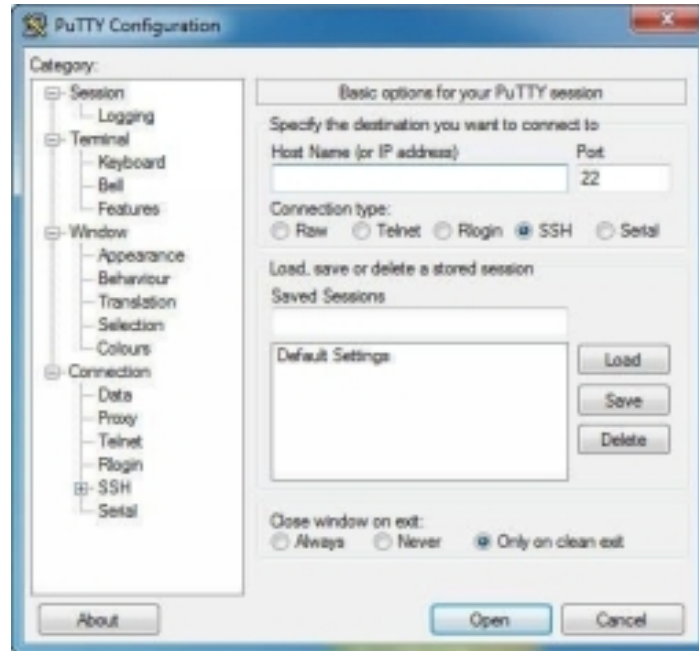 PuTTY Configuration
Category:
Session
Logging
Terminal
Keyboard
Bell
Features
Window
Appearance
Behaviour
Translation
Selection
Colours
Connection
Data
Proxy
Telnet
Rlogin
SSH
Serial
Basic options for your PuTTY session
Specify the destination you want to connect to
Host Name (or IP address) Port
22
Connection type:
Raw Telnet Rlogin SSH Serial
Load, save or delete a stored session
Saved Sessions
Default Settings
Load
Save
Delete
Close window on exit:
Always Never Only on clean exit
About Open Cancel